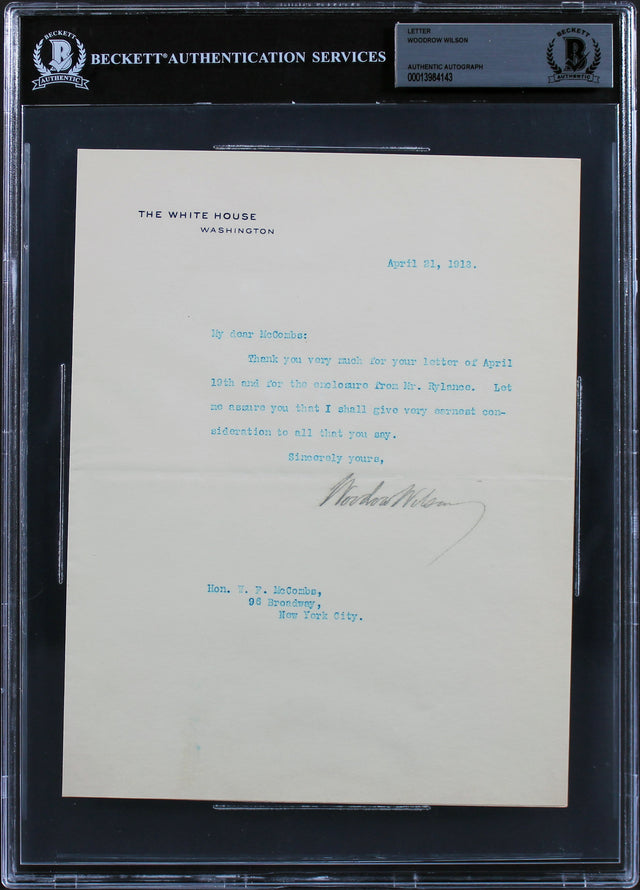 BECKETT
B
AUTHENTIC
BECKETT® AUTHENTICATION SERVICES
LETTER
WOODROW WILSON
AUTHENTIC AUTOGRAPH
00013984143
BECKETT
B
AUTHENTIC
THE WHITE HOUSE
WASHINGTON
April 21, 1913.
My dear McCombs:
Thank you very much for your letter of April
19th and for the enclosure from Mr. Rylance. Let
me assure you that I shall give very earnest con-
sideration to all that you say.
Sincerely yours,
Woodrow Wilson
Hon. W. F. McCombs,
96 Broadway,
New York City.